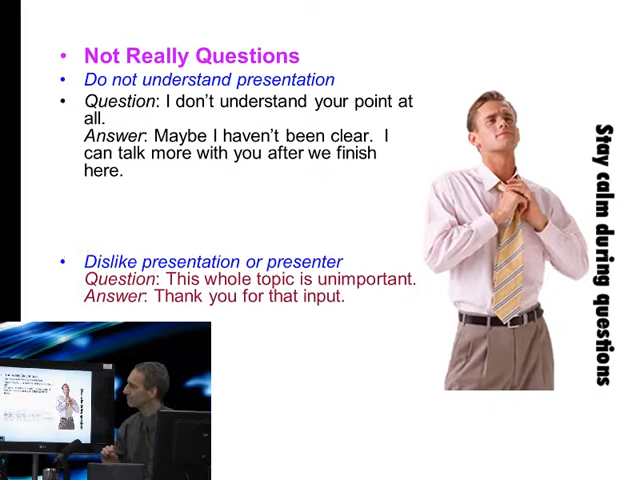 Not Really Questions
Do not understand presentation
Question: I don't understand your point at
all.
Answer: Maybe I haven't been clear. I
can talk more with you after we finish
here.
Dislike presentation or presenter
Question: This whole topic is unimportant.
Answer: Thank you for that input.
Stay calm during questions